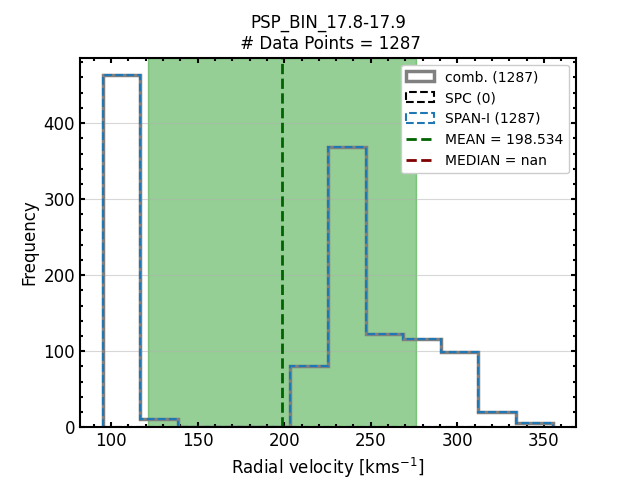 PSP_BIN_17.8-17.9
# Data Points = 1287
comb. (1287)
SPC (0)
SPAN-I (1287)
MEAN = 198.534
MEDIAN = nan
400
300
200
100
0
Frequency
100 150 200 250 300 350
Radial velocity [kms⁻¹]